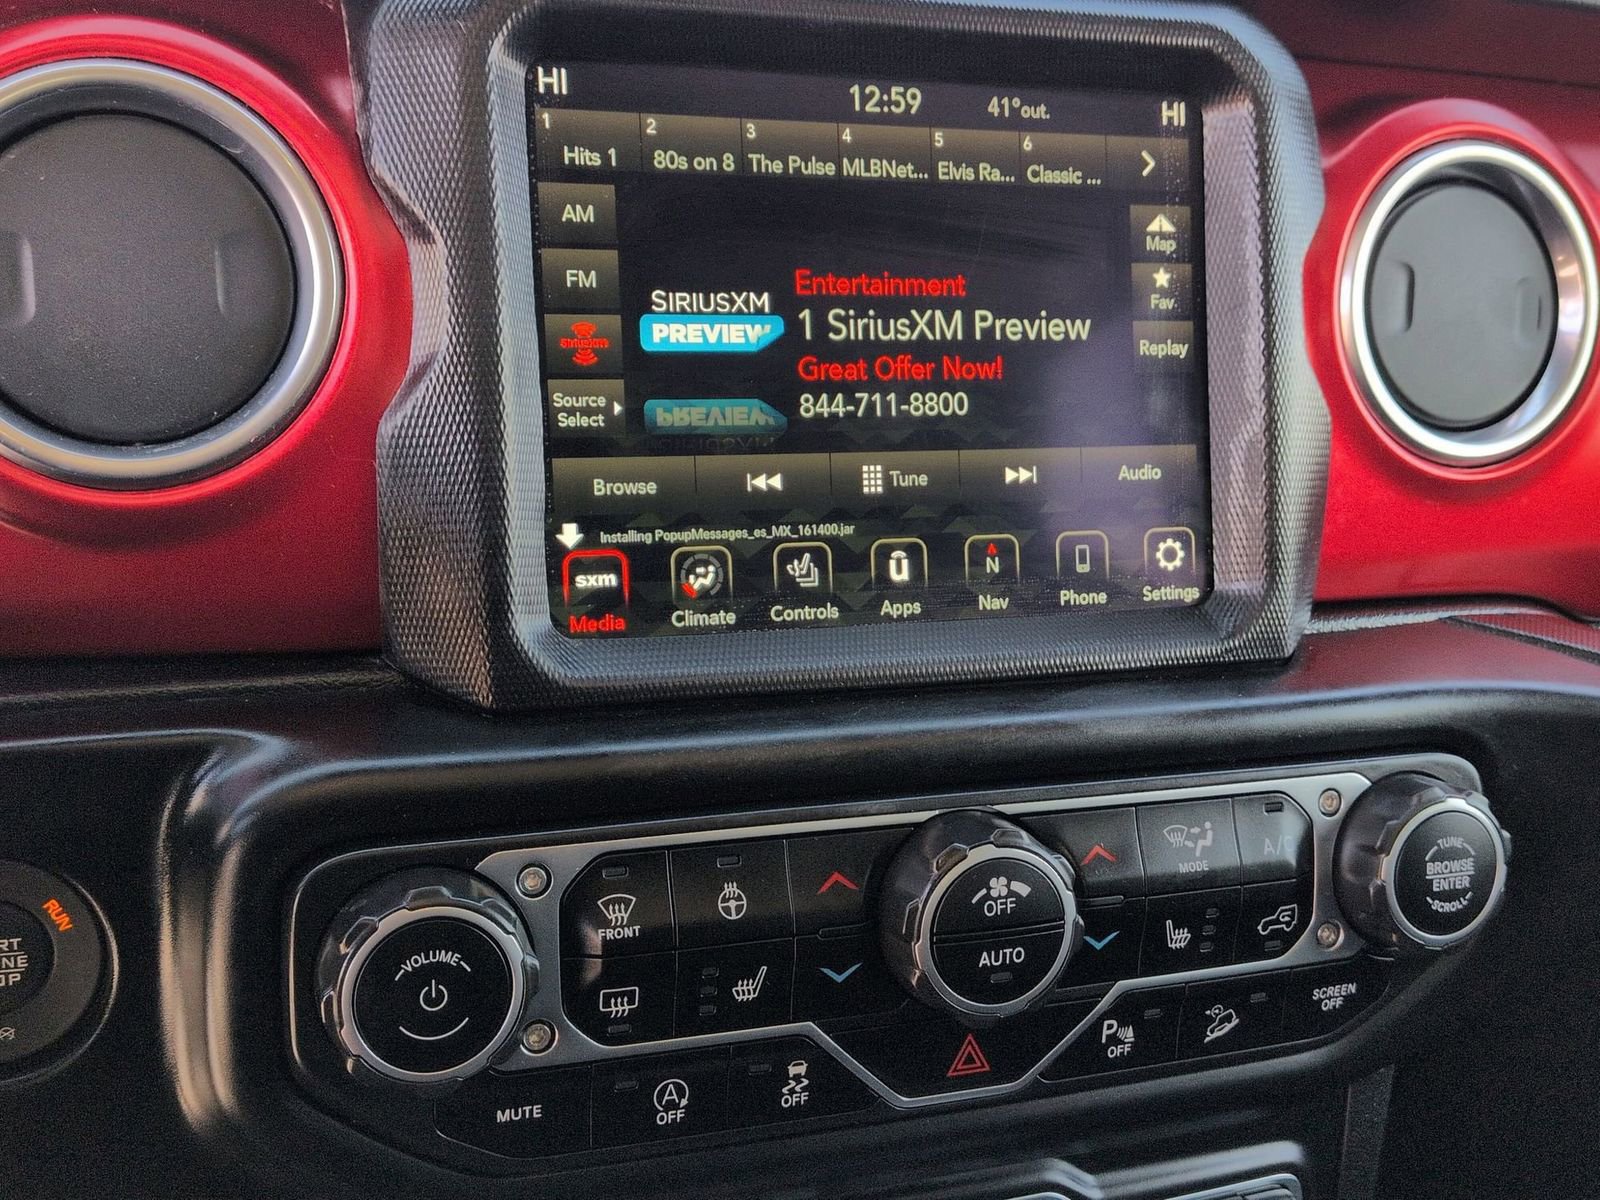 HI
12:59
41°out.
HI
1
2
3
4
5
6
Hits 1
80s on 8
The Pulse
MLBNet...
Elvis Ra...
Classic ...
AM
FM
SIRIUSXM
Source
Select
Map
Fav.
Replay
SIRIUSXM
PREVIEW
Entertainment
1 SiriusXM Preview
Great Offer Now!
844-711-8800
Browse
Tune
Audio
Installing PopupMessages_es_MX_161400.jar
sxm
Media
Climate
Controls
Apps
N
Nav
Phone
Settings
RUN
VOLUME
FRONT
OFF
AUTO
MODE
A/C
TUNE
BROWSE
ENTER
SCROLL
MUTE
A
OFF
OFF
P
OFF
SCREEN
OFF